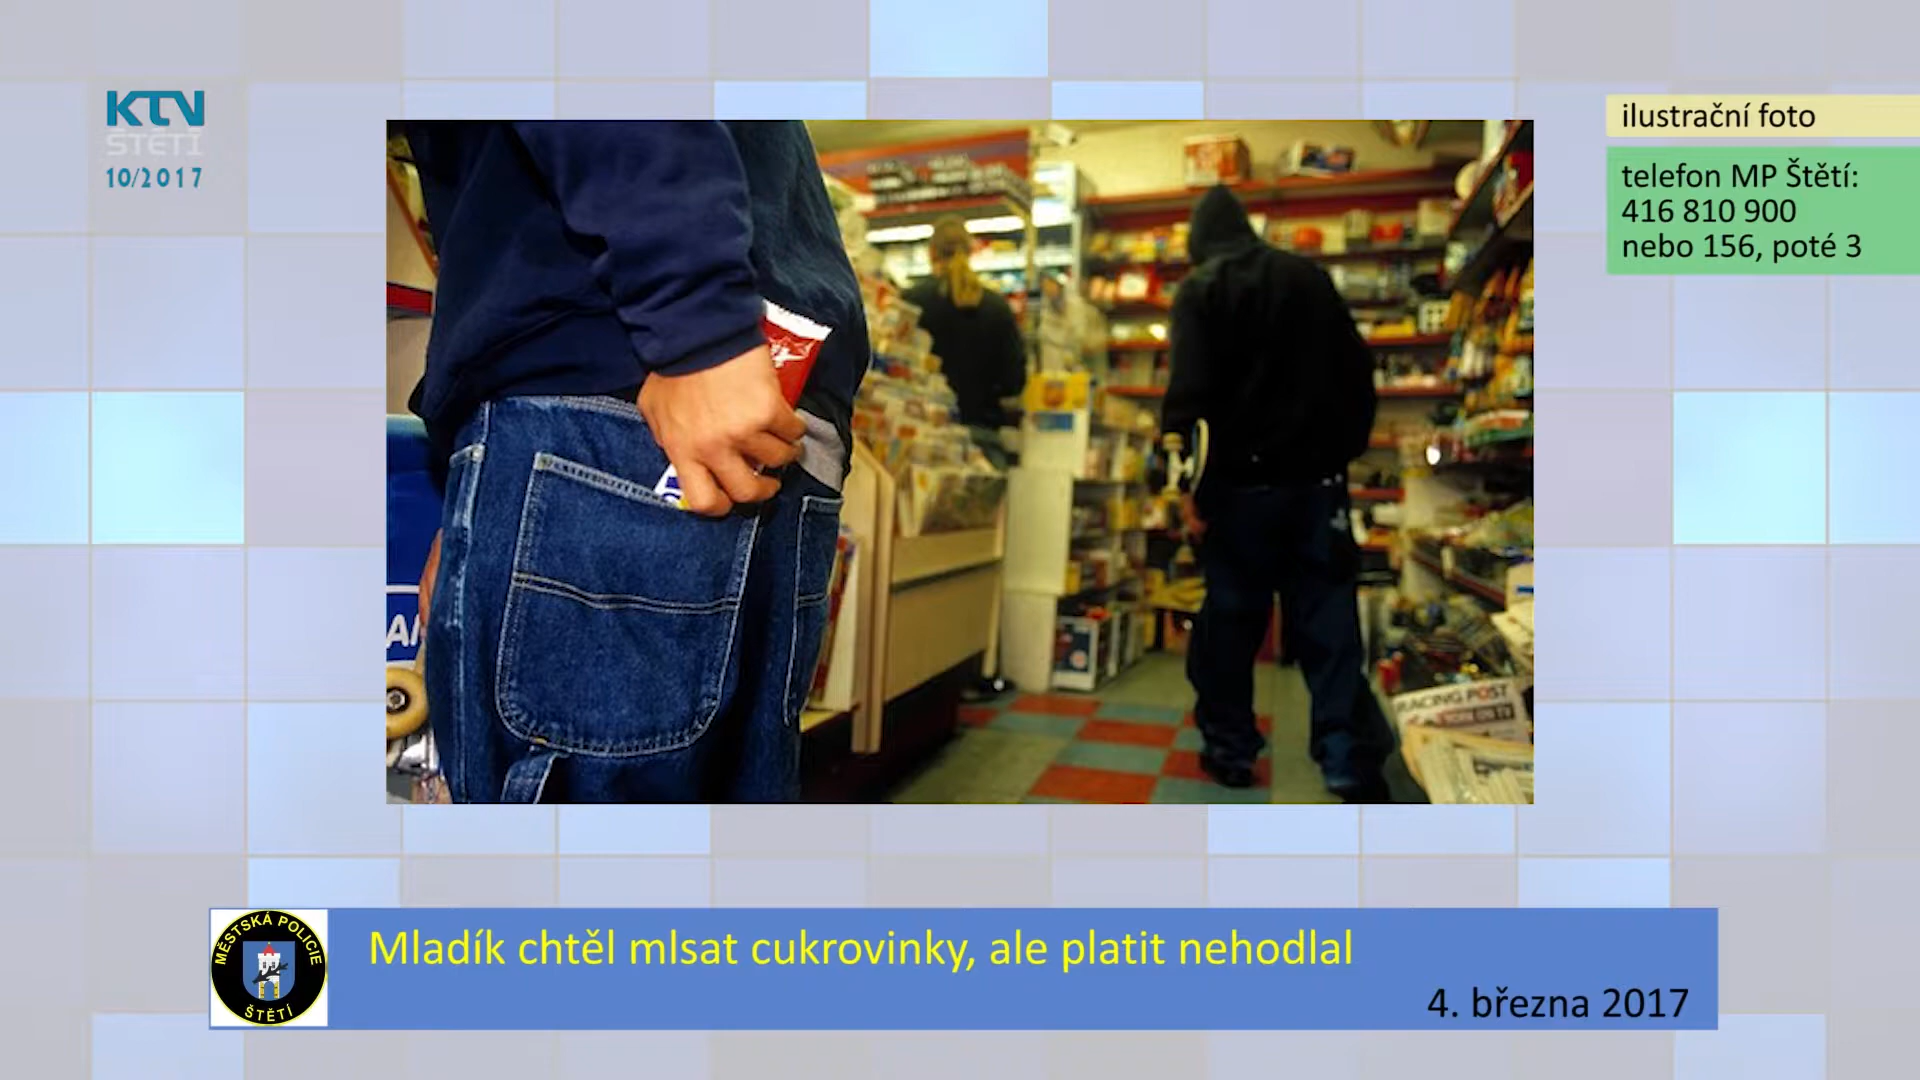 KTV
ŠTĚTÍ
10/2017
ilustrační foto
telefon MP Štětí:
416 810 900
nebo 156, poté 3
RACING POST
MĚSTSKÁ POLICIE
ŠTĚTÍ
Mladík chtěl mlsat cukrovinky, ale platit nehodlal
4. března 2017